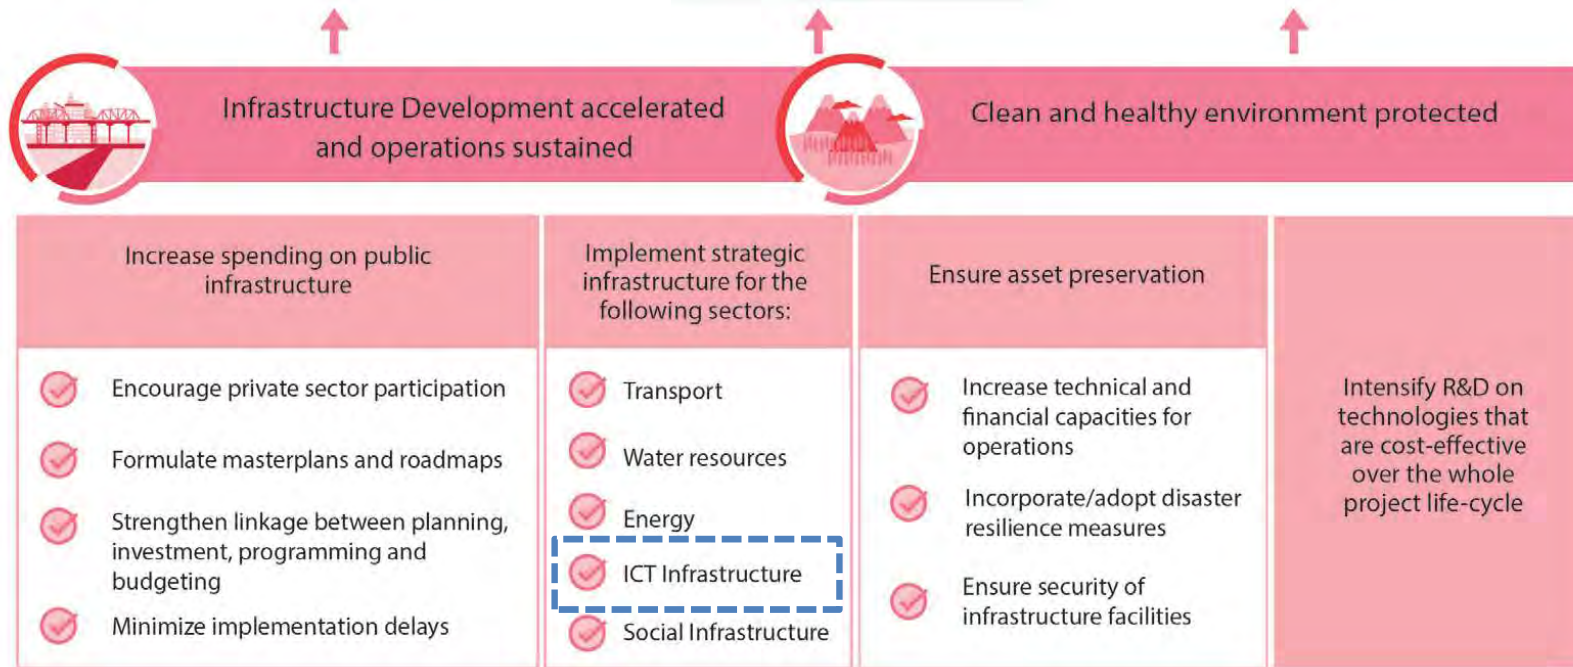 Infrastructure Development accelerated
and operations sustained
Clean and healthy environment protected
Increase spending on public
infrastructure
Encourage private sector participation
Formulate masterplans and roadmaps
Strengthen linkage between planning,
investment, programming and
budgeting
Minimize implementation delays
Implement strategic
infrastructure for the
following sectors:
Transport
Water resources
Energy
ICT Infrastructure
Social Infrastructure
Ensure asset preservation
Increase technical and
financial capacities for
operations
Incorporate/adopt disaster
resilience measures
Ensure security of
infrastructure facilities
Intensify R&D on
technologies that
are cost-effective
over the whole
project life-cycle